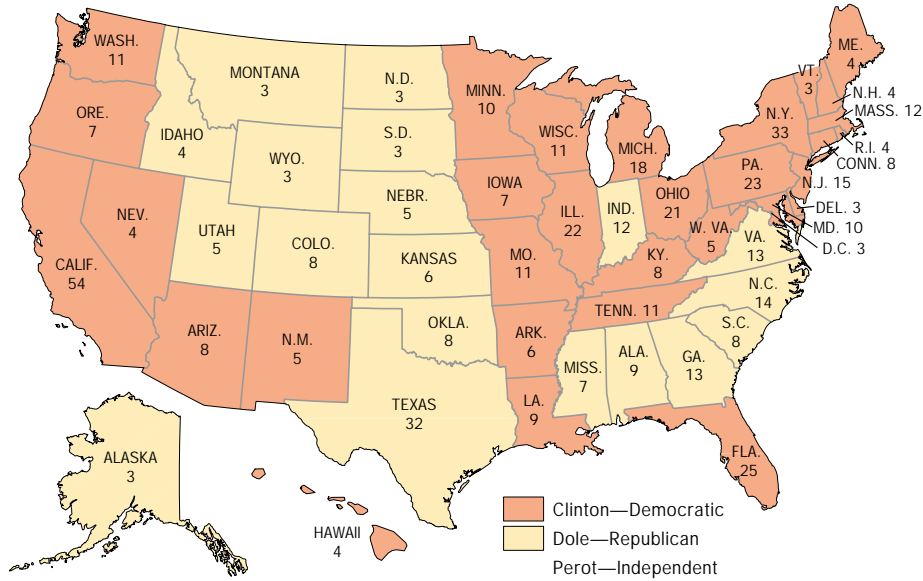 WASH.
11
ORE.
7
CALIF.
54
NEV.
4
IDAHO
4
MONTANA
3
WYO.
3
UTAH
5
COLO.
8
ARIZ.
8
N.M.
5
N.D.
3
S.D.
3
NEBR.
5
KANSAS
6
OKLA.
8
TEXAS
32
MINN.
10
IOWA
7
MO.
11
ARK.
6
LA.
9
WISC.
11
ILL.
22
MICH.
18
IND.
12
OHIO
21
KY.
8
TENN. 11
MISS.
7
ALA.
9
GA.
13
FLA.
25
S.C.
8
N.C.
14
VA.
13
W. VA.
5
PA.
23
N.Y.
33
VT.
3
ME.
4
N.H. 4
MASS. 12
R.I. 4
CONN. 8
N.J. 15
DEL. 3
MD. 10
D.C. 3
ALASKA
3
HAWAII
4
Clinton—Democratic
Dole—Republican
Perot—Independent